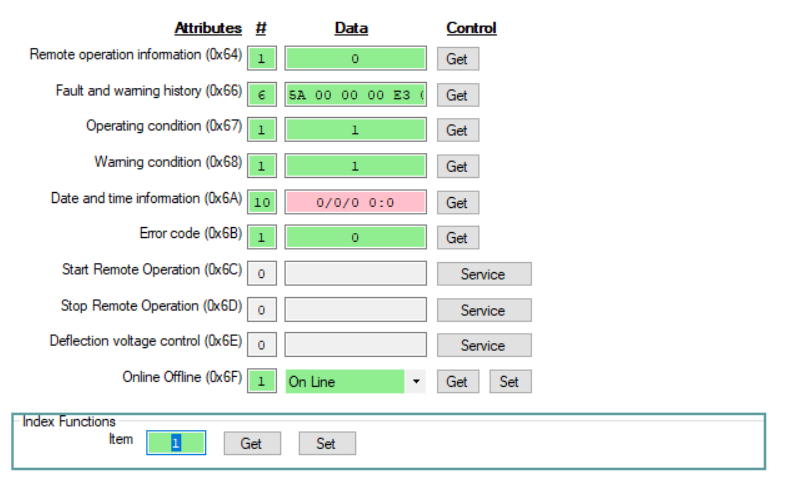 Attributes # Data Control
Remote operation information (0x64) 1 0 Get
Fault and warning history (0x66) 6 5A 00 00 00 E3 ( Get
Operating condition (0x67) 1 1 Get
Warning condition (0x68) 1 1 Get
Date and time information (0x6A) 10 0/0/0 0:0 Get
Error code (0x6B) 1 0 Get
Start Remote Operation (0x6C) 0 Service
Stop Remote Operation (0x6D) 0 Service
Deflection voltage control (0x6E) 0 Service
Online Offline (0x6F) 1 On Line Get Set
Index Functions
Item 1 Get Set